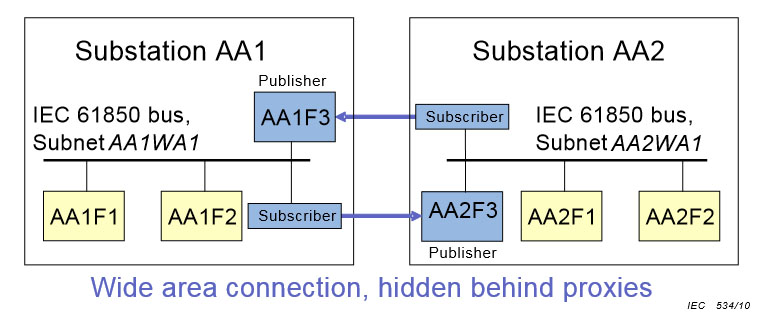 Substation AA1
Publisher
IEC 61850 bus,
Subnet AA1WA1
AA1F3
AA1F1
AA1F2
Subscriber
Substation AA2
Subscriber
IEC 61850 bus,
Subnet AA2WA1
AA2F3
Publisher
AA2F1
AA2F2
Wide area connection, hidden behind proxies
IEC 534/10